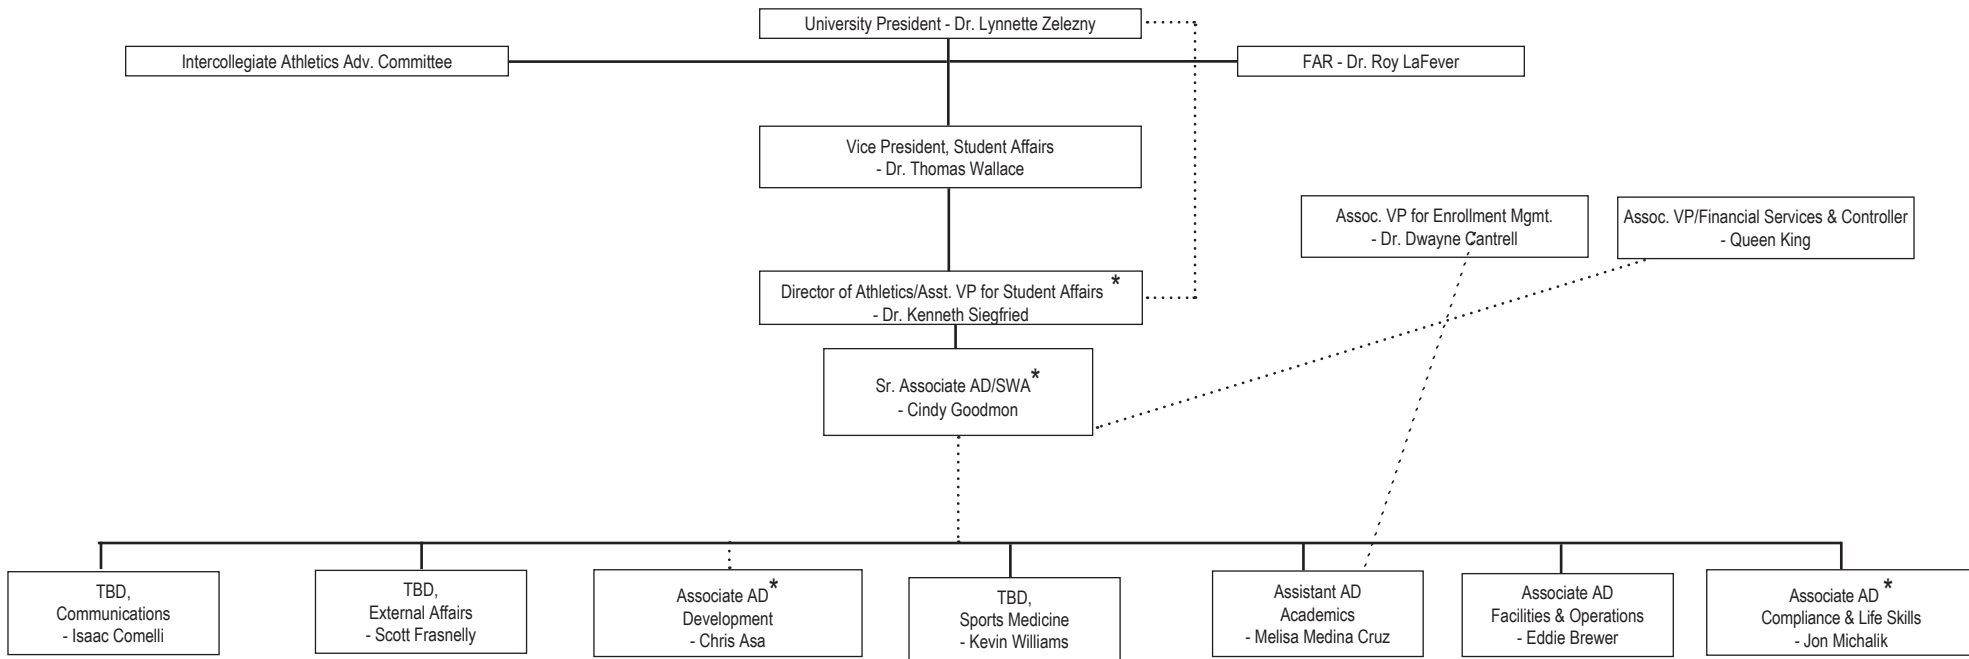 University President - Dr. Lynnette Zelezny
Intercollegiate Athletics Adv. Committee
FAR - Dr. Roy LaFever
Vice President, Student Affairs
- Dr. Thomas Wallace
Assoc. VP for Enrollment Mgmt.
- Dr. Dwayne Cantrell
Assoc. VP/Financial Services & Controller
- Queen King
Director of Athletics/Asst. VP for Student Affairs *
- Dr. Kenneth Siegfried
Sr. Associate AD/SWA*
- Cindy Goodmon
TBD,
Communications
- Isaac Comelli
TBD,
External Affairs
- Scott Frasnelly
Associate AD*
Development
- Chris Asa
TBD,
Sports Medicine
- Kevin Williams
Assistant AD
Academics
- Melisa Medina Cruz
Associate AD
Facilities & Operations
- Eddie Brewer
Associate AD *
Compliance & Life Skills
- Jon Michalik